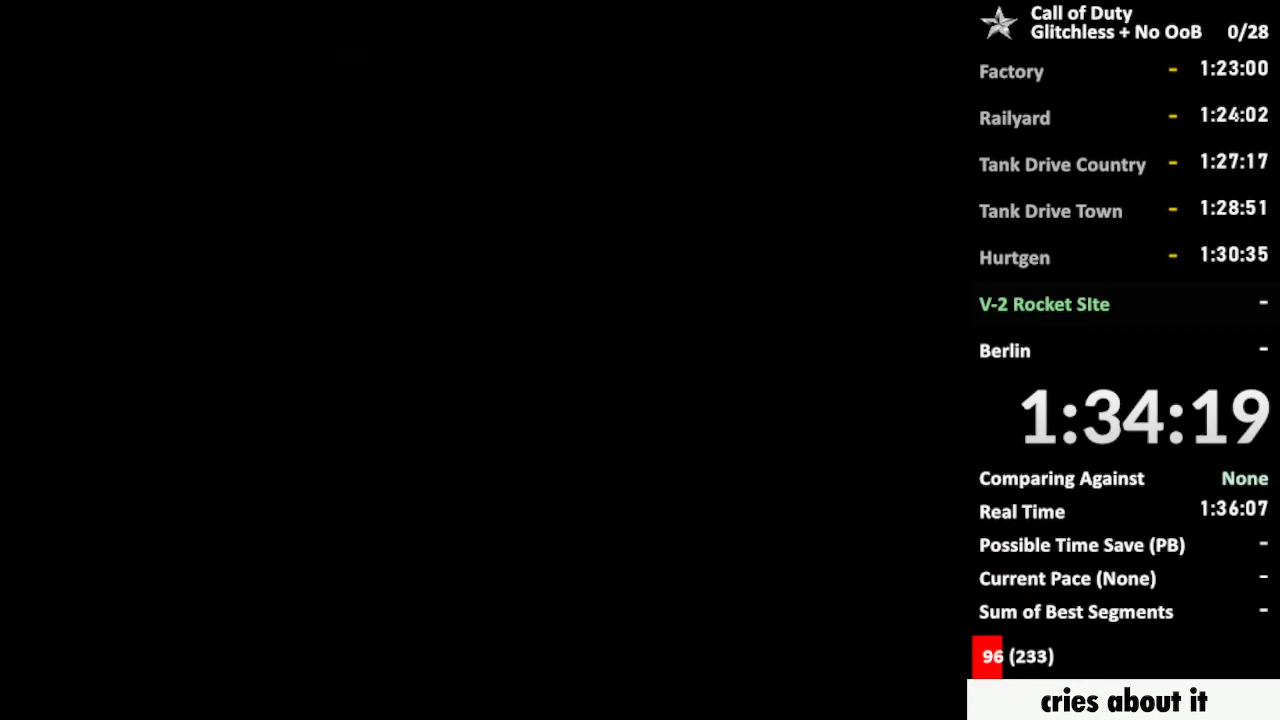 Call of Duty
Glitchless + No OoB 0/28
Factory - 1:23:00
Railyard - 1:24:02
Tank Drive Country - 1:27:17
Tank Drive Town - 1:28:51
Hurtgen - 1:30:35
V-2 Rocket SIte -
Berlin -
1:34:19
Comparing Against None
Real Time 1:36:07
Possible Time Save (PB) -
Current Pace (None) -
Sum of Best Segments -
96 (233)
cries about it